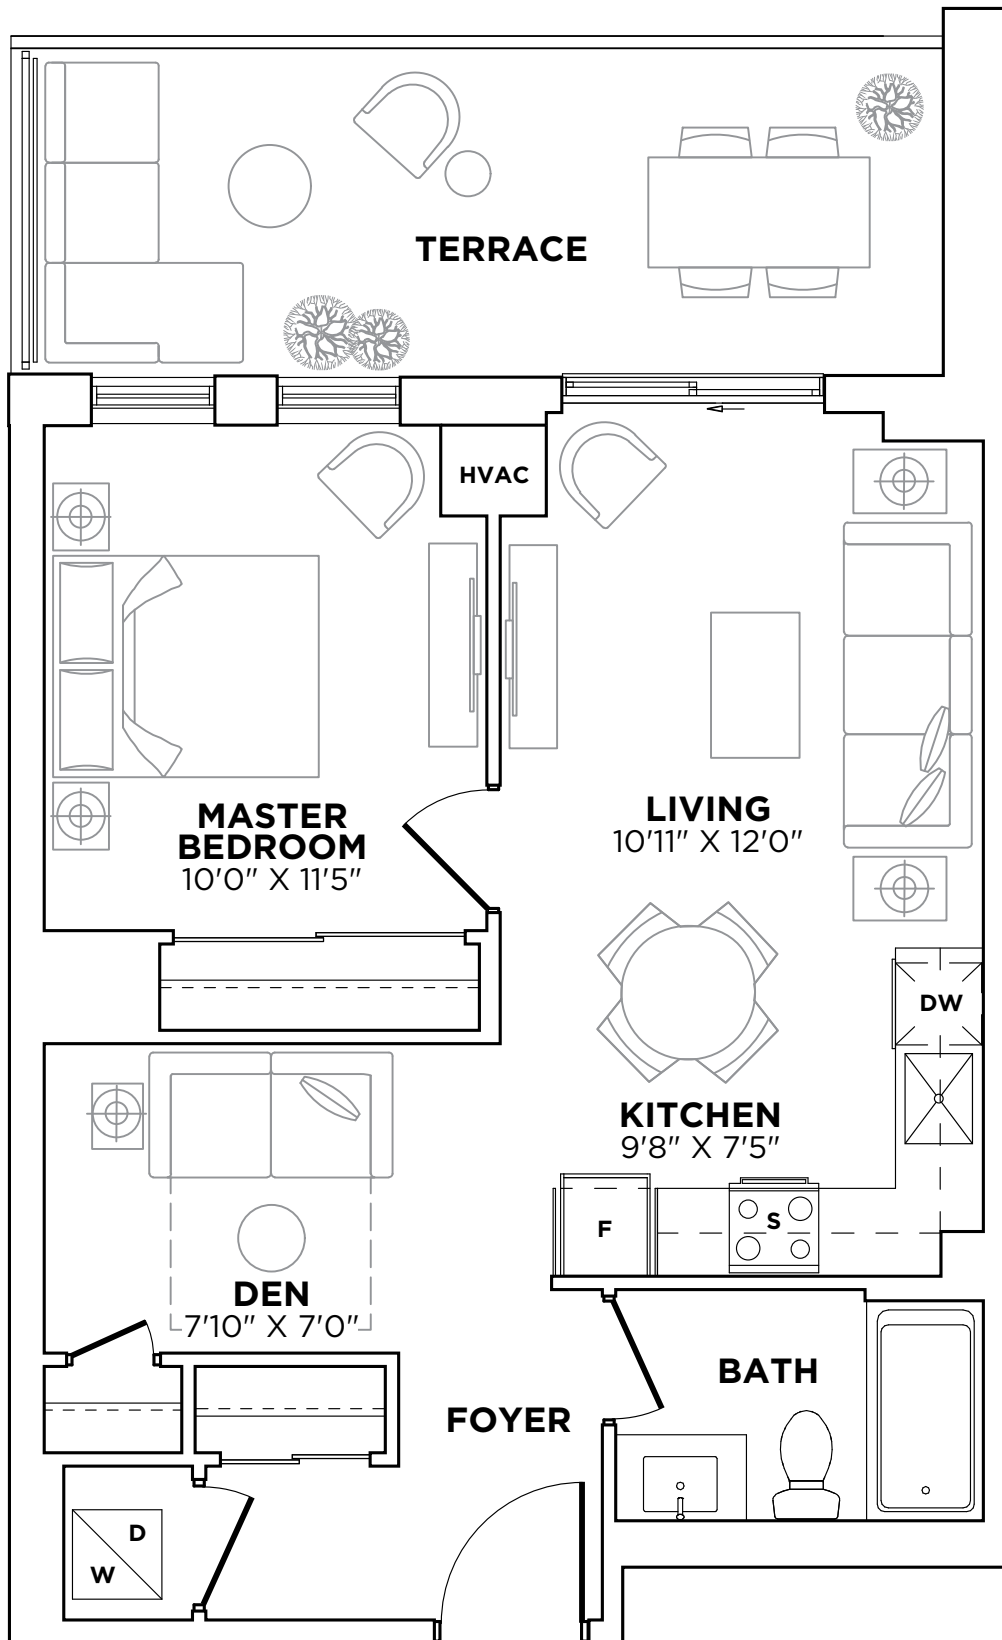 TERRACE
HVAC
MASTER
BEDROOM
10'0" X 11'5"
LIVING
10'11" X 12'0"
DW
KITCHEN
9'8" X 7'5"
F
S
DEN
7'10" X 7'0"
BATH
FOYER
D
W